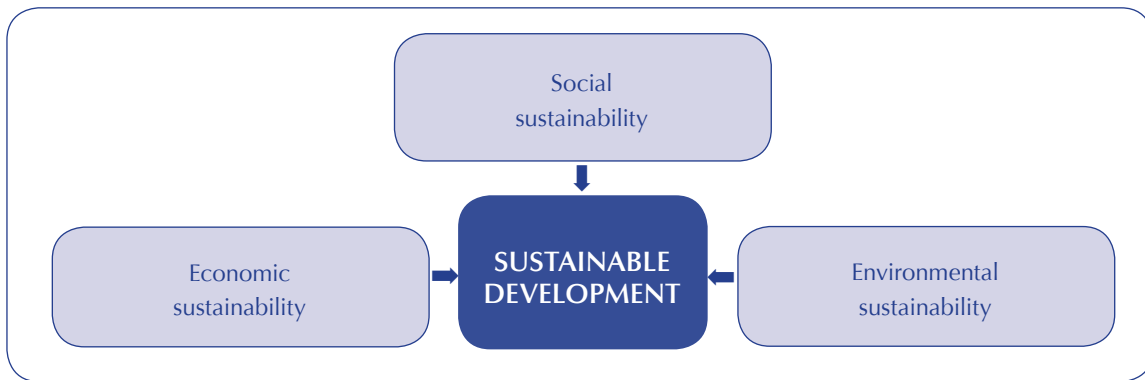 Social
sustainability
Economic
sustainability
SUSTAINABLE
DEVELOPMENT
Environmental
sustainability